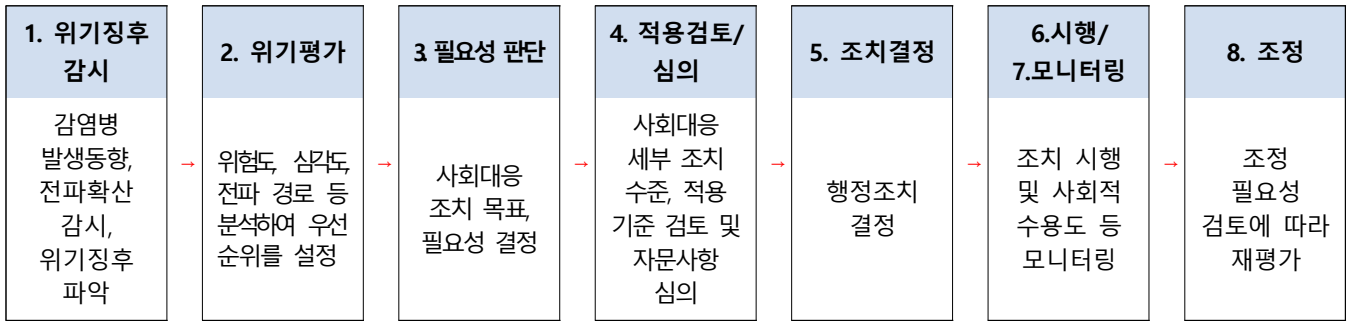 1. 위기징후
감시
감염병
발생동향,
전파확산
감시,
위기징후
파악
→
2. 위기평가
위험도, 심각도,
전파 경로 등
분석하여 우선
순위를 설정
→
3. 필요성 판단
사회대응
조치 목표,
필요성 결정
→
4. 적용검토/
심의
사회대응
세부 조치
수준, 적용
기준 검토 및
자문사항
심의
→
5. 조치결정
행정조치
결정
→
6.시행/
7.모니터링
조치 시행
및 사회적
수용도 등
모니터링
→
8. 조정
조정
필요성
검토에 따라
재평가